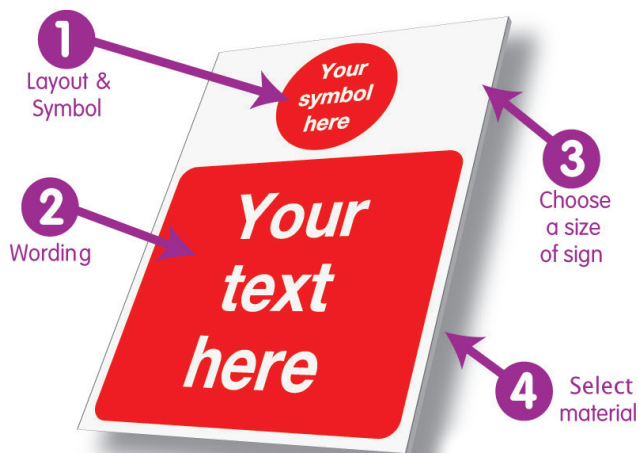 1
Layout &
Symbol
Your
symbol
here
2
Wording
Your
text
here
3
Choose
a size
of sign
4
Select
material